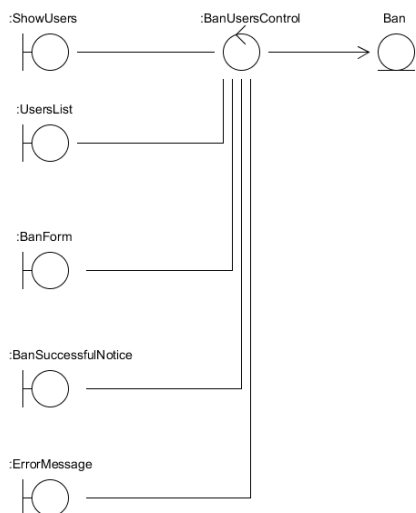 :ShowUsers
:BanUsersControl
Ban
:UsersList
:BanForm
:BanSuccessfulNotice
:ErrorMessage